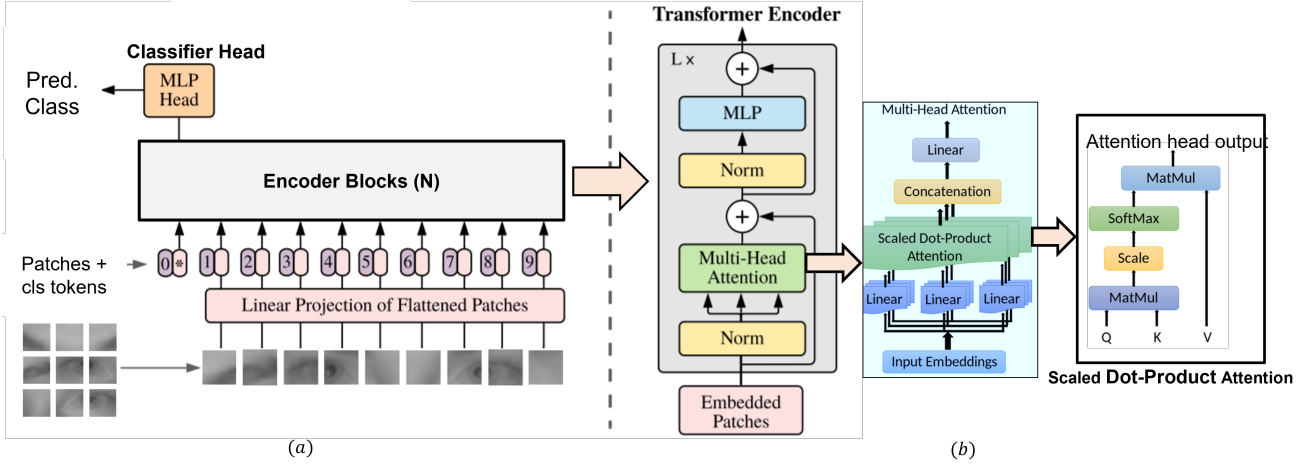 Classifier Head
Pred.
Class
MLP
Head
Encoder Blocks (N)
Patches +
cls tokens
0 * 1 2 3 4 5 6 7 8 9
Linear Projection of Flattened Patches
(a)
Transformer Encoder
L x
+
MLP
Norm
+
Multi-Head
Attention
Norm
Embedded
Patches
Multi-Head Attention
Linear
Concatenation
Scaled Dot-Product
Attention
Linear Linear Linear
Input Embeddings
(b)
Attention head output
MatMul
SoftMax
Scale
MatMul
Q K V
Scaled Dot-Product Attention